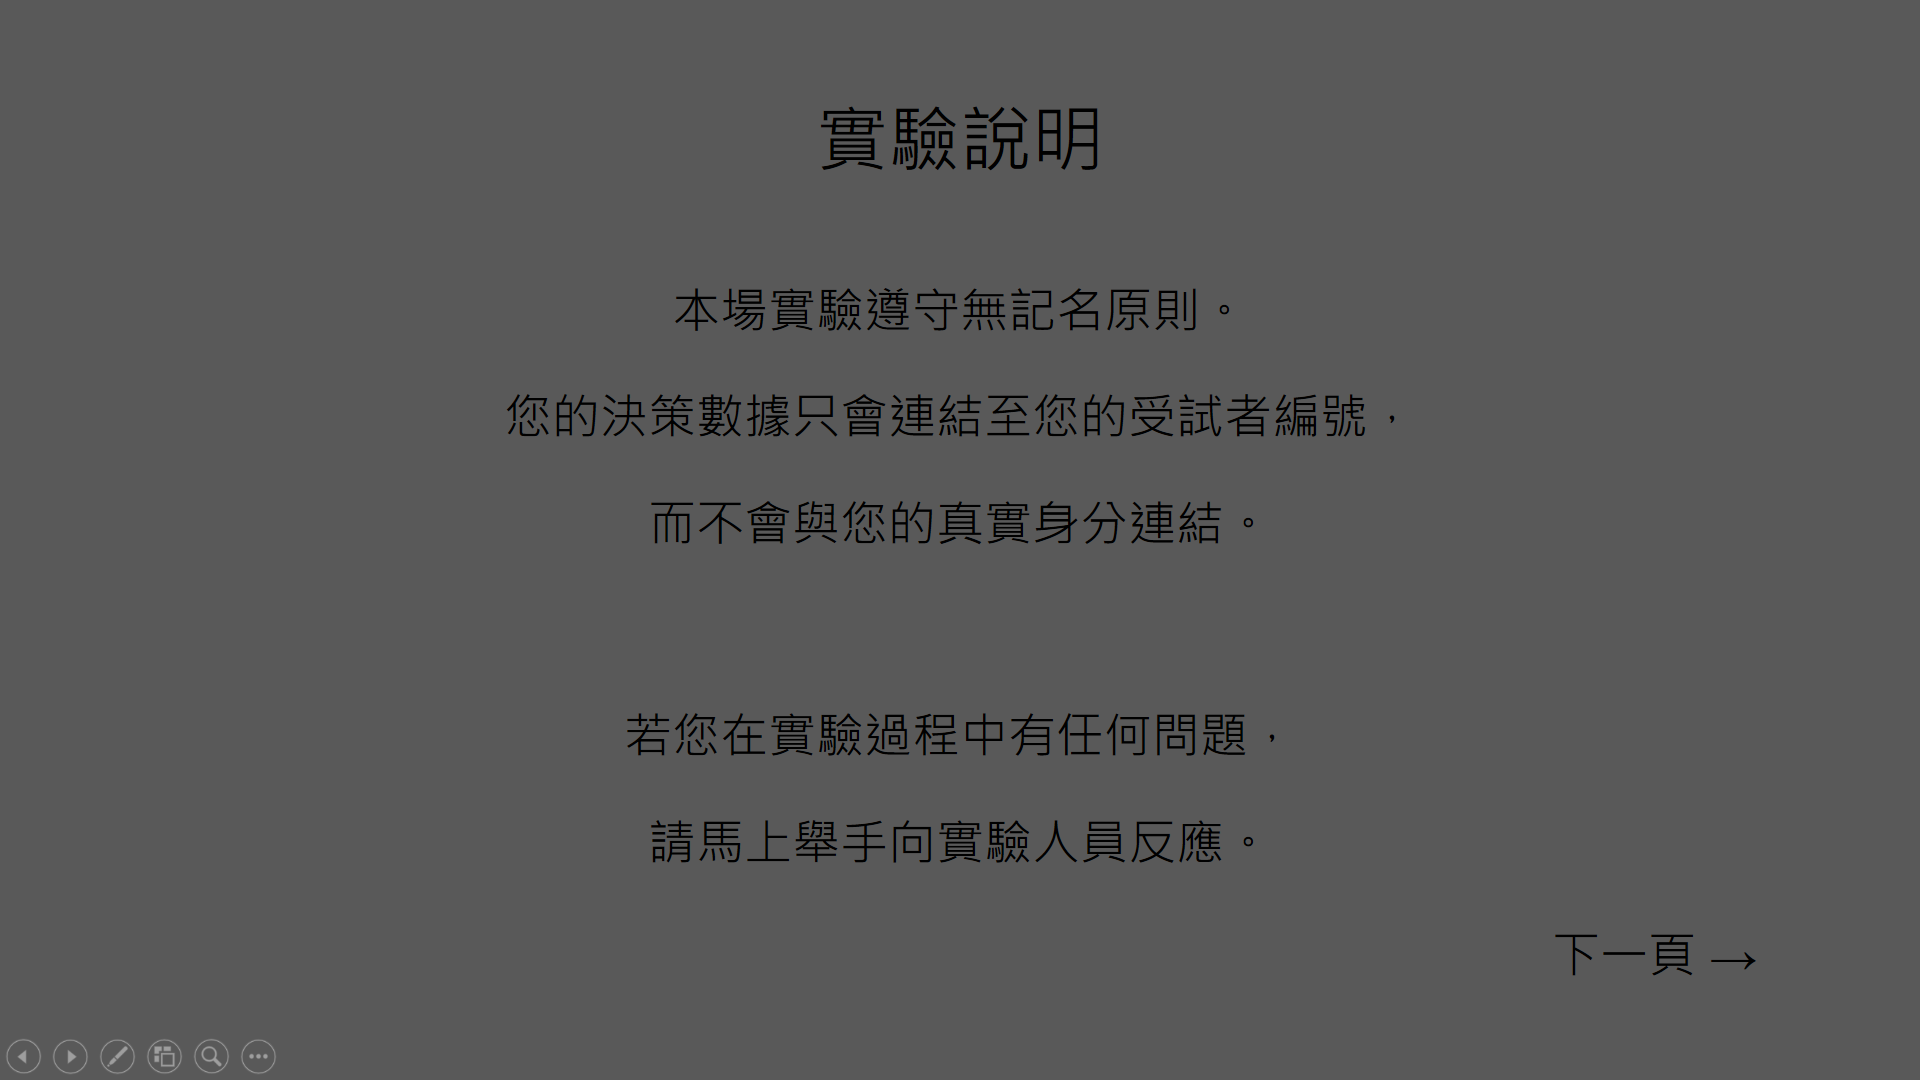 實驗說明
本場實驗遵守無記名原則。
您的決策數據只會連結至您的受試者編號，
而不會與您的真實身分連結。
若您在實驗過程中有任何問題，
請馬上舉手向實驗人員反應。
下一頁 →